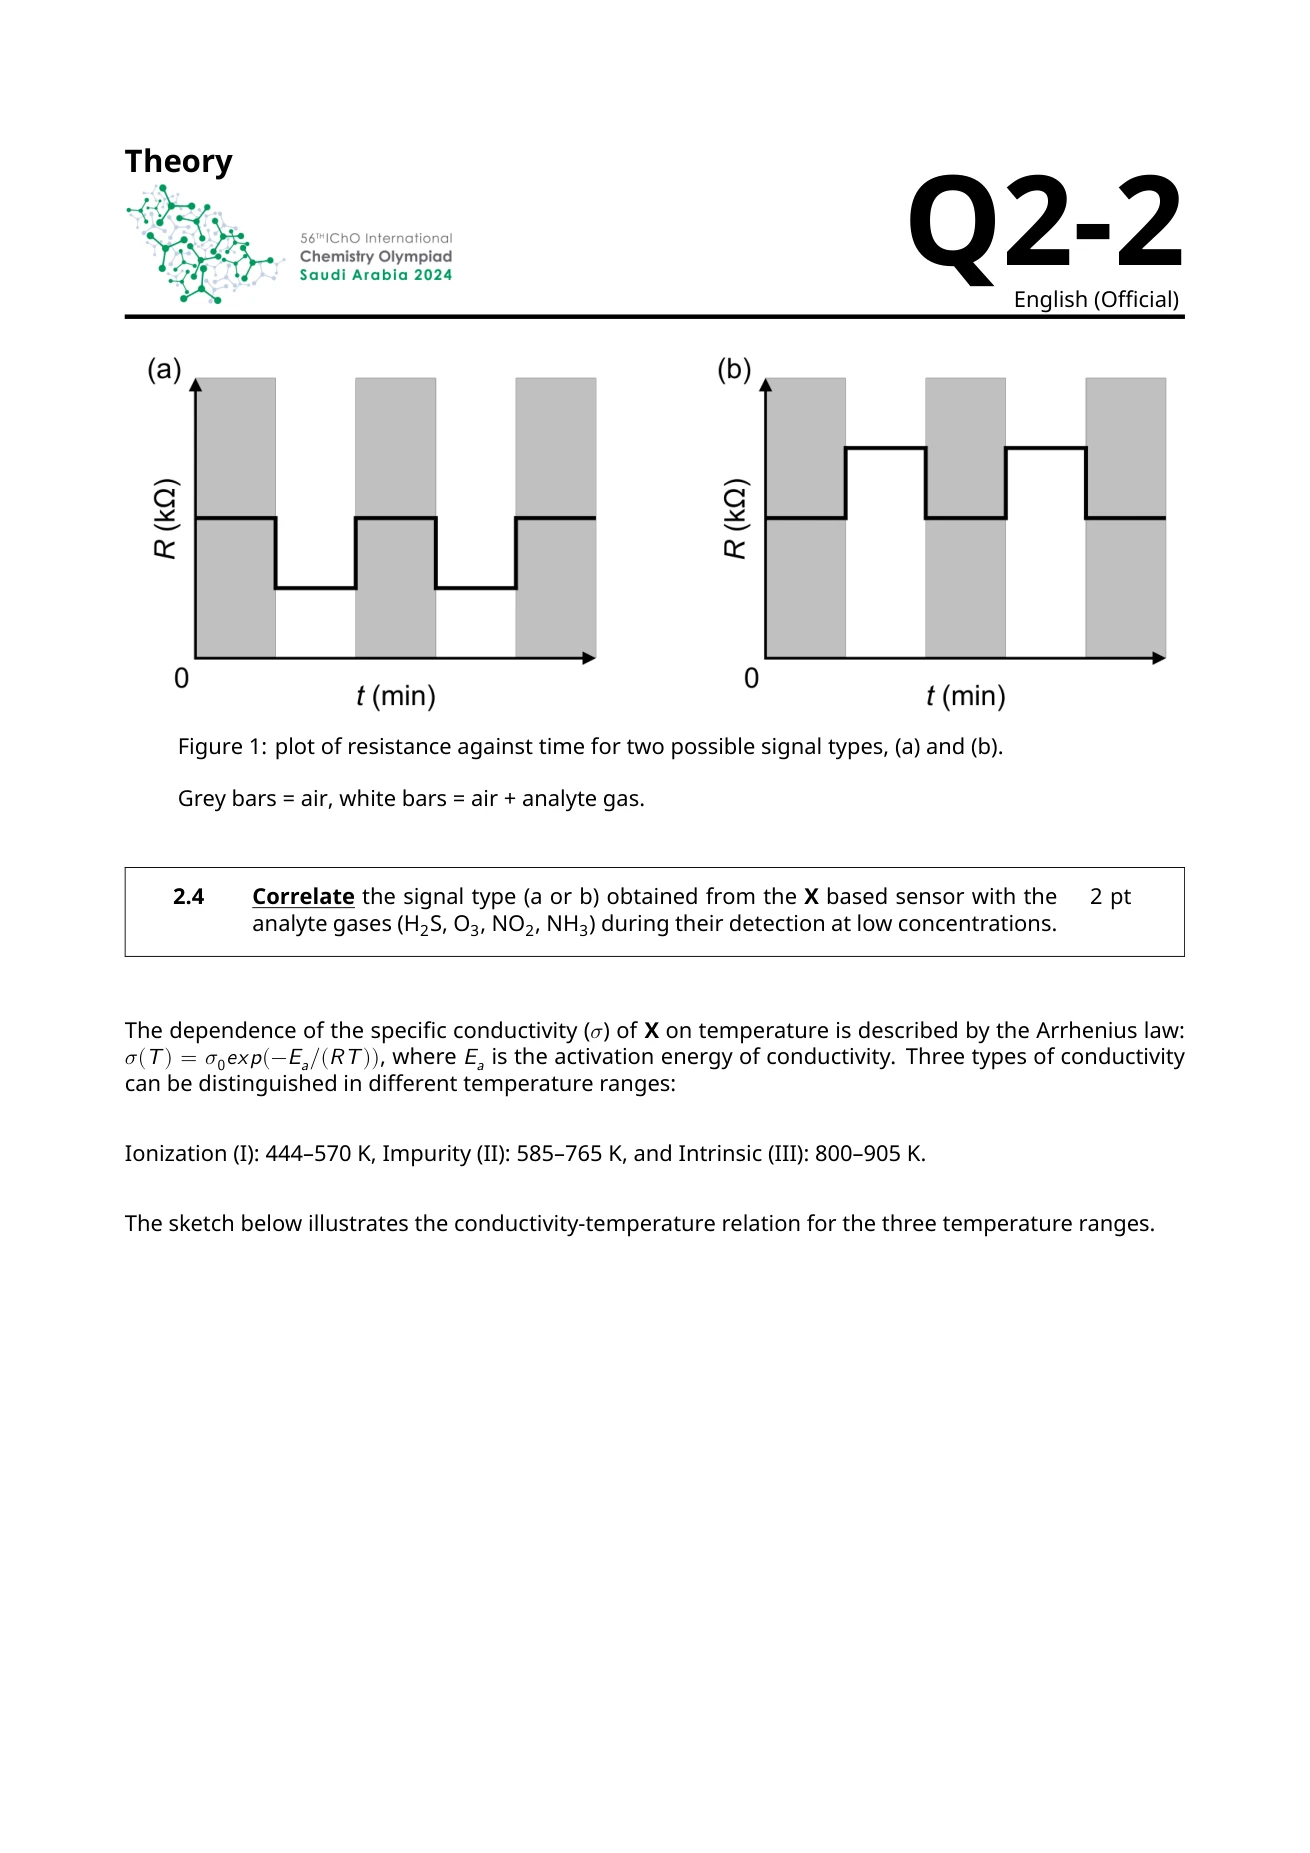 Theory
56ᵀᴴIChO International
Chemistry Olympiad
Saudi Arabia 2024
Q2-2
English (Official)
(a)
R (kΩ)
0
t (min)
(b)
R (kΩ)
0
t (min)
Figure 1: plot of resistance against time for two possible signal types, (a) and (b).
Grey bars = air, white bars = air + analyte gas.
2.4 Correlate the signal type (a or b) obtained from the X based sensor with the 2 pt
analyte gases (H₂S, O₃, NO₂, NH₃) during their detection at low concentrations.
The dependence of the specific conductivity (σ) of X on temperature is described by the Arrhenius law:
σ(T) = σ₀exp(−Eₐ/(RT)), where Eₐ is the activation energy of conductivity. Three types of conductivity
can be distinguished in different temperature ranges:
Ionization (I): 444–570 K, Impurity (II): 585–765 K, and Intrinsic (III): 800–905 K.
The sketch below illustrates the conductivity-temperature relation for the three temperature ranges.